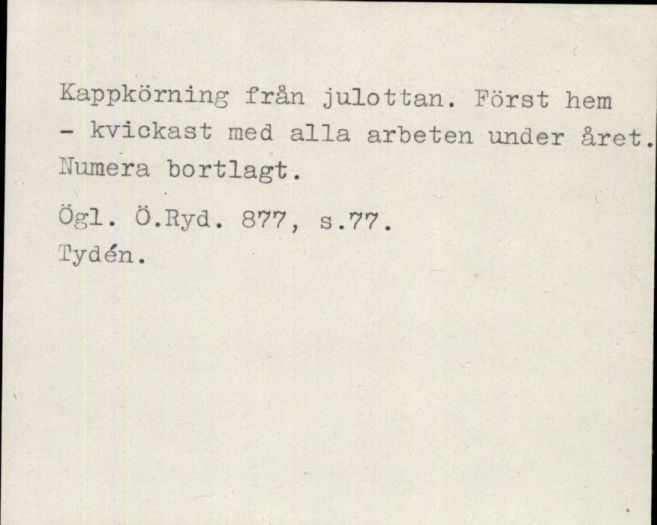 Kappkörning från julottan. Först hem
- kvickast med alla arbeten under året.
Numera bortlagt.
Ögl. Ö.Ryd. 877, s.77.
Tydén.